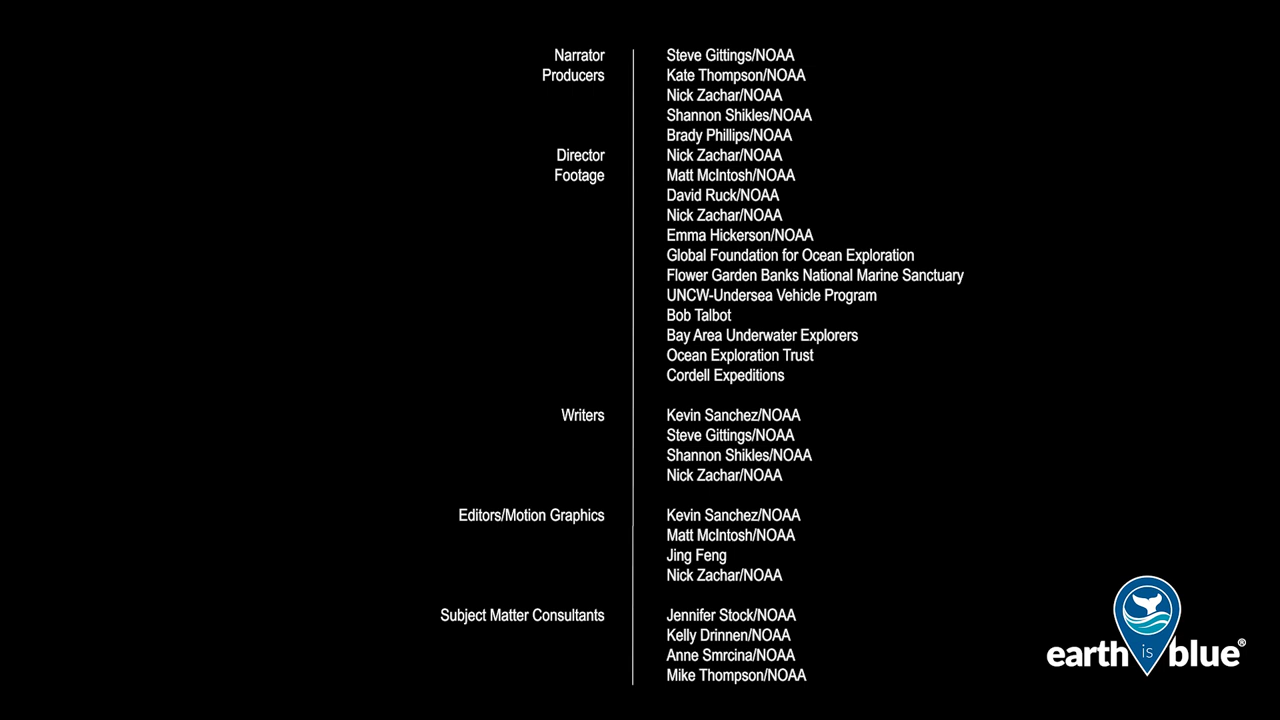 Narrator Steve Gittings/NOAA
Producers Kate Thompson/NOAA
Nick Zachar/NOAA
Shannon Shikles/NOAA
Brady Phillips/NOAA
Director Nick Zachar/NOAA
Footage Matt McIntosh/NOAA
David Ruck/NOAA
Nick Zachar/NOAA
Emma Hickerson/NOAA
Global Foundation for Ocean Exploration
Flower Garden Banks National Marine Sanctuary
UNCW-Undersea Vehicle Program
Bob Talbot
Bay Area Underwater Explorers
Ocean Exploration Trust
Cordell Expeditions
Writers Kevin Sanchez/NOAA
Steve Gittings/NOAA
Shannon Shikles/NOAA
Nick Zachar/NOAA
Editors/Motion Graphics Kevin Sanchez/NOAA
Matt McIntosh/NOAA
Jing Feng
Nick Zachar/NOAA
Subject Matter Consultants Jennifer Stock/NOAA
Kelly Drinnen/NOAA
Anne Smrcina/NOAA
Mike Thompson/NOAA
earth is blue®